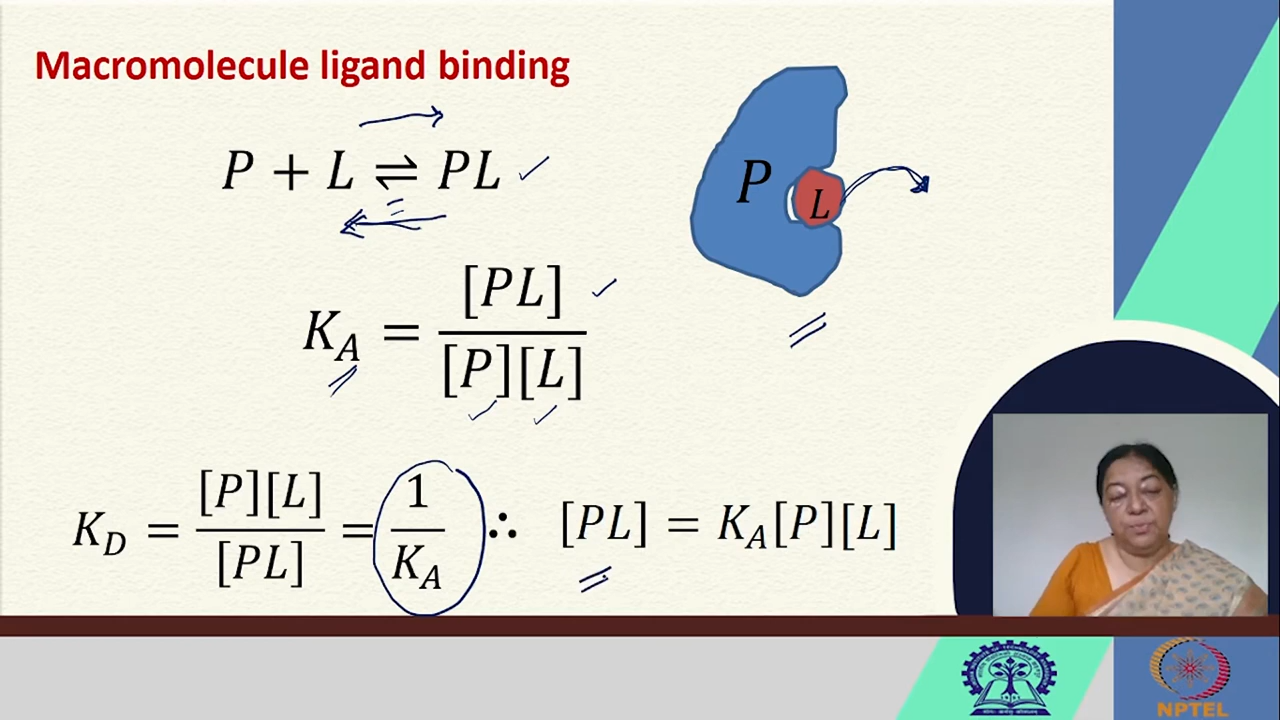 Macromolecule ligand binding
P + L ⇌ PL
P
L
K_A = [PL] / [P][L]
K_D = [P][L] / [PL] = 1 / K_A ∴ [PL] = K_A[P][L]
NPTEL